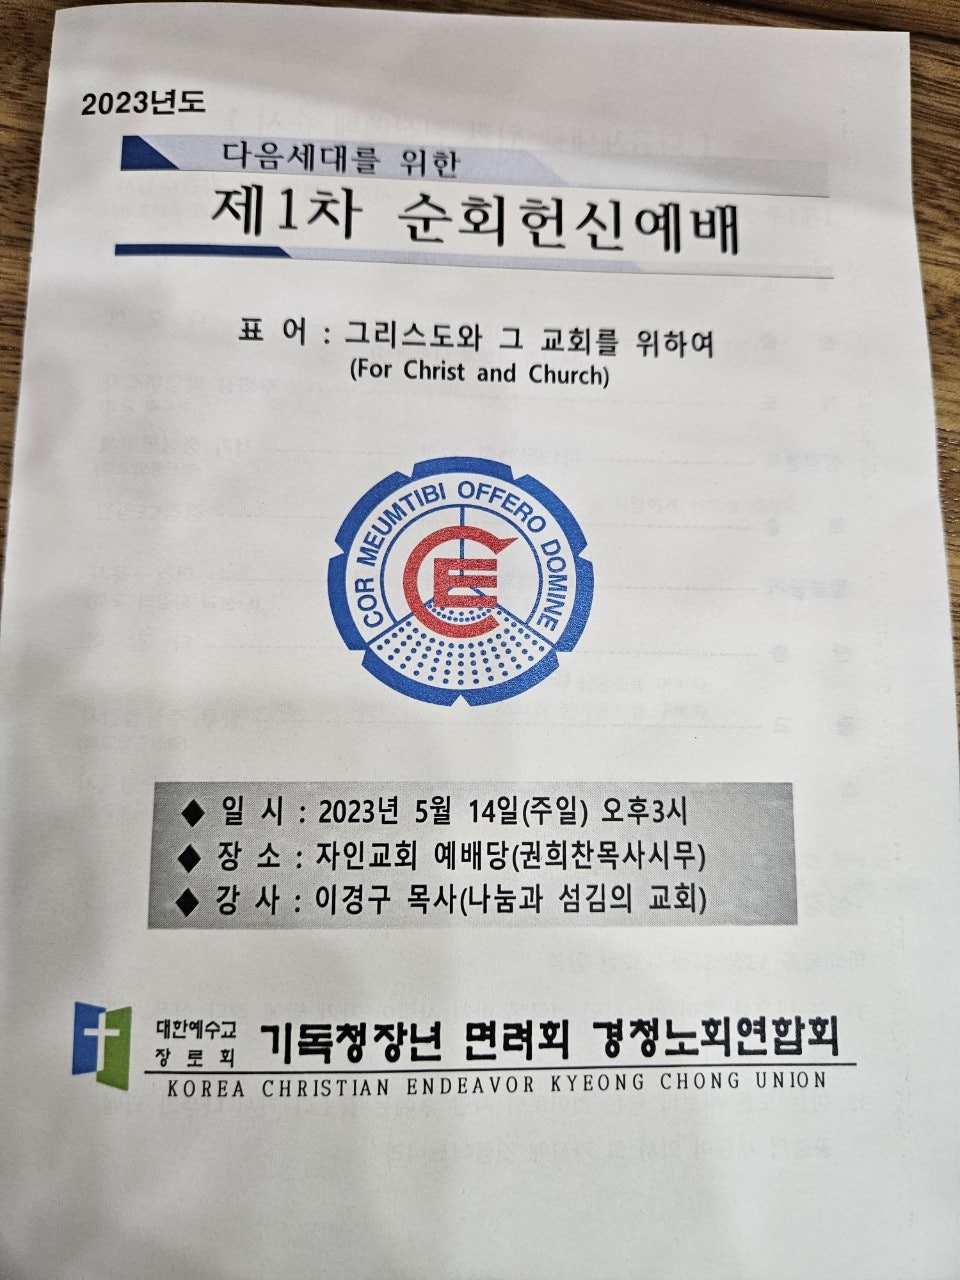 2023년도
다음세대를 위한
제1차 순회헌신예배
표 어 : 그리스도와 그 교회를 위하여
(For Christ and Church)
COR MEUMTIBI OFFERO DOMINE
CE
◆ 일 시 : 2023년 5월 14일(주일) 오후3시
◆ 장 소 : 자인교회 예배당(권희찬목사시무)
◆ 강 사 : 이경구 목사(나눔과 섬김의 교회)
대한예수교
장 로 회
기독청장년 면려회 경청노회연합회
KOREA CHRISTIAN ENDEAVOR KYEONG CHONG UNION